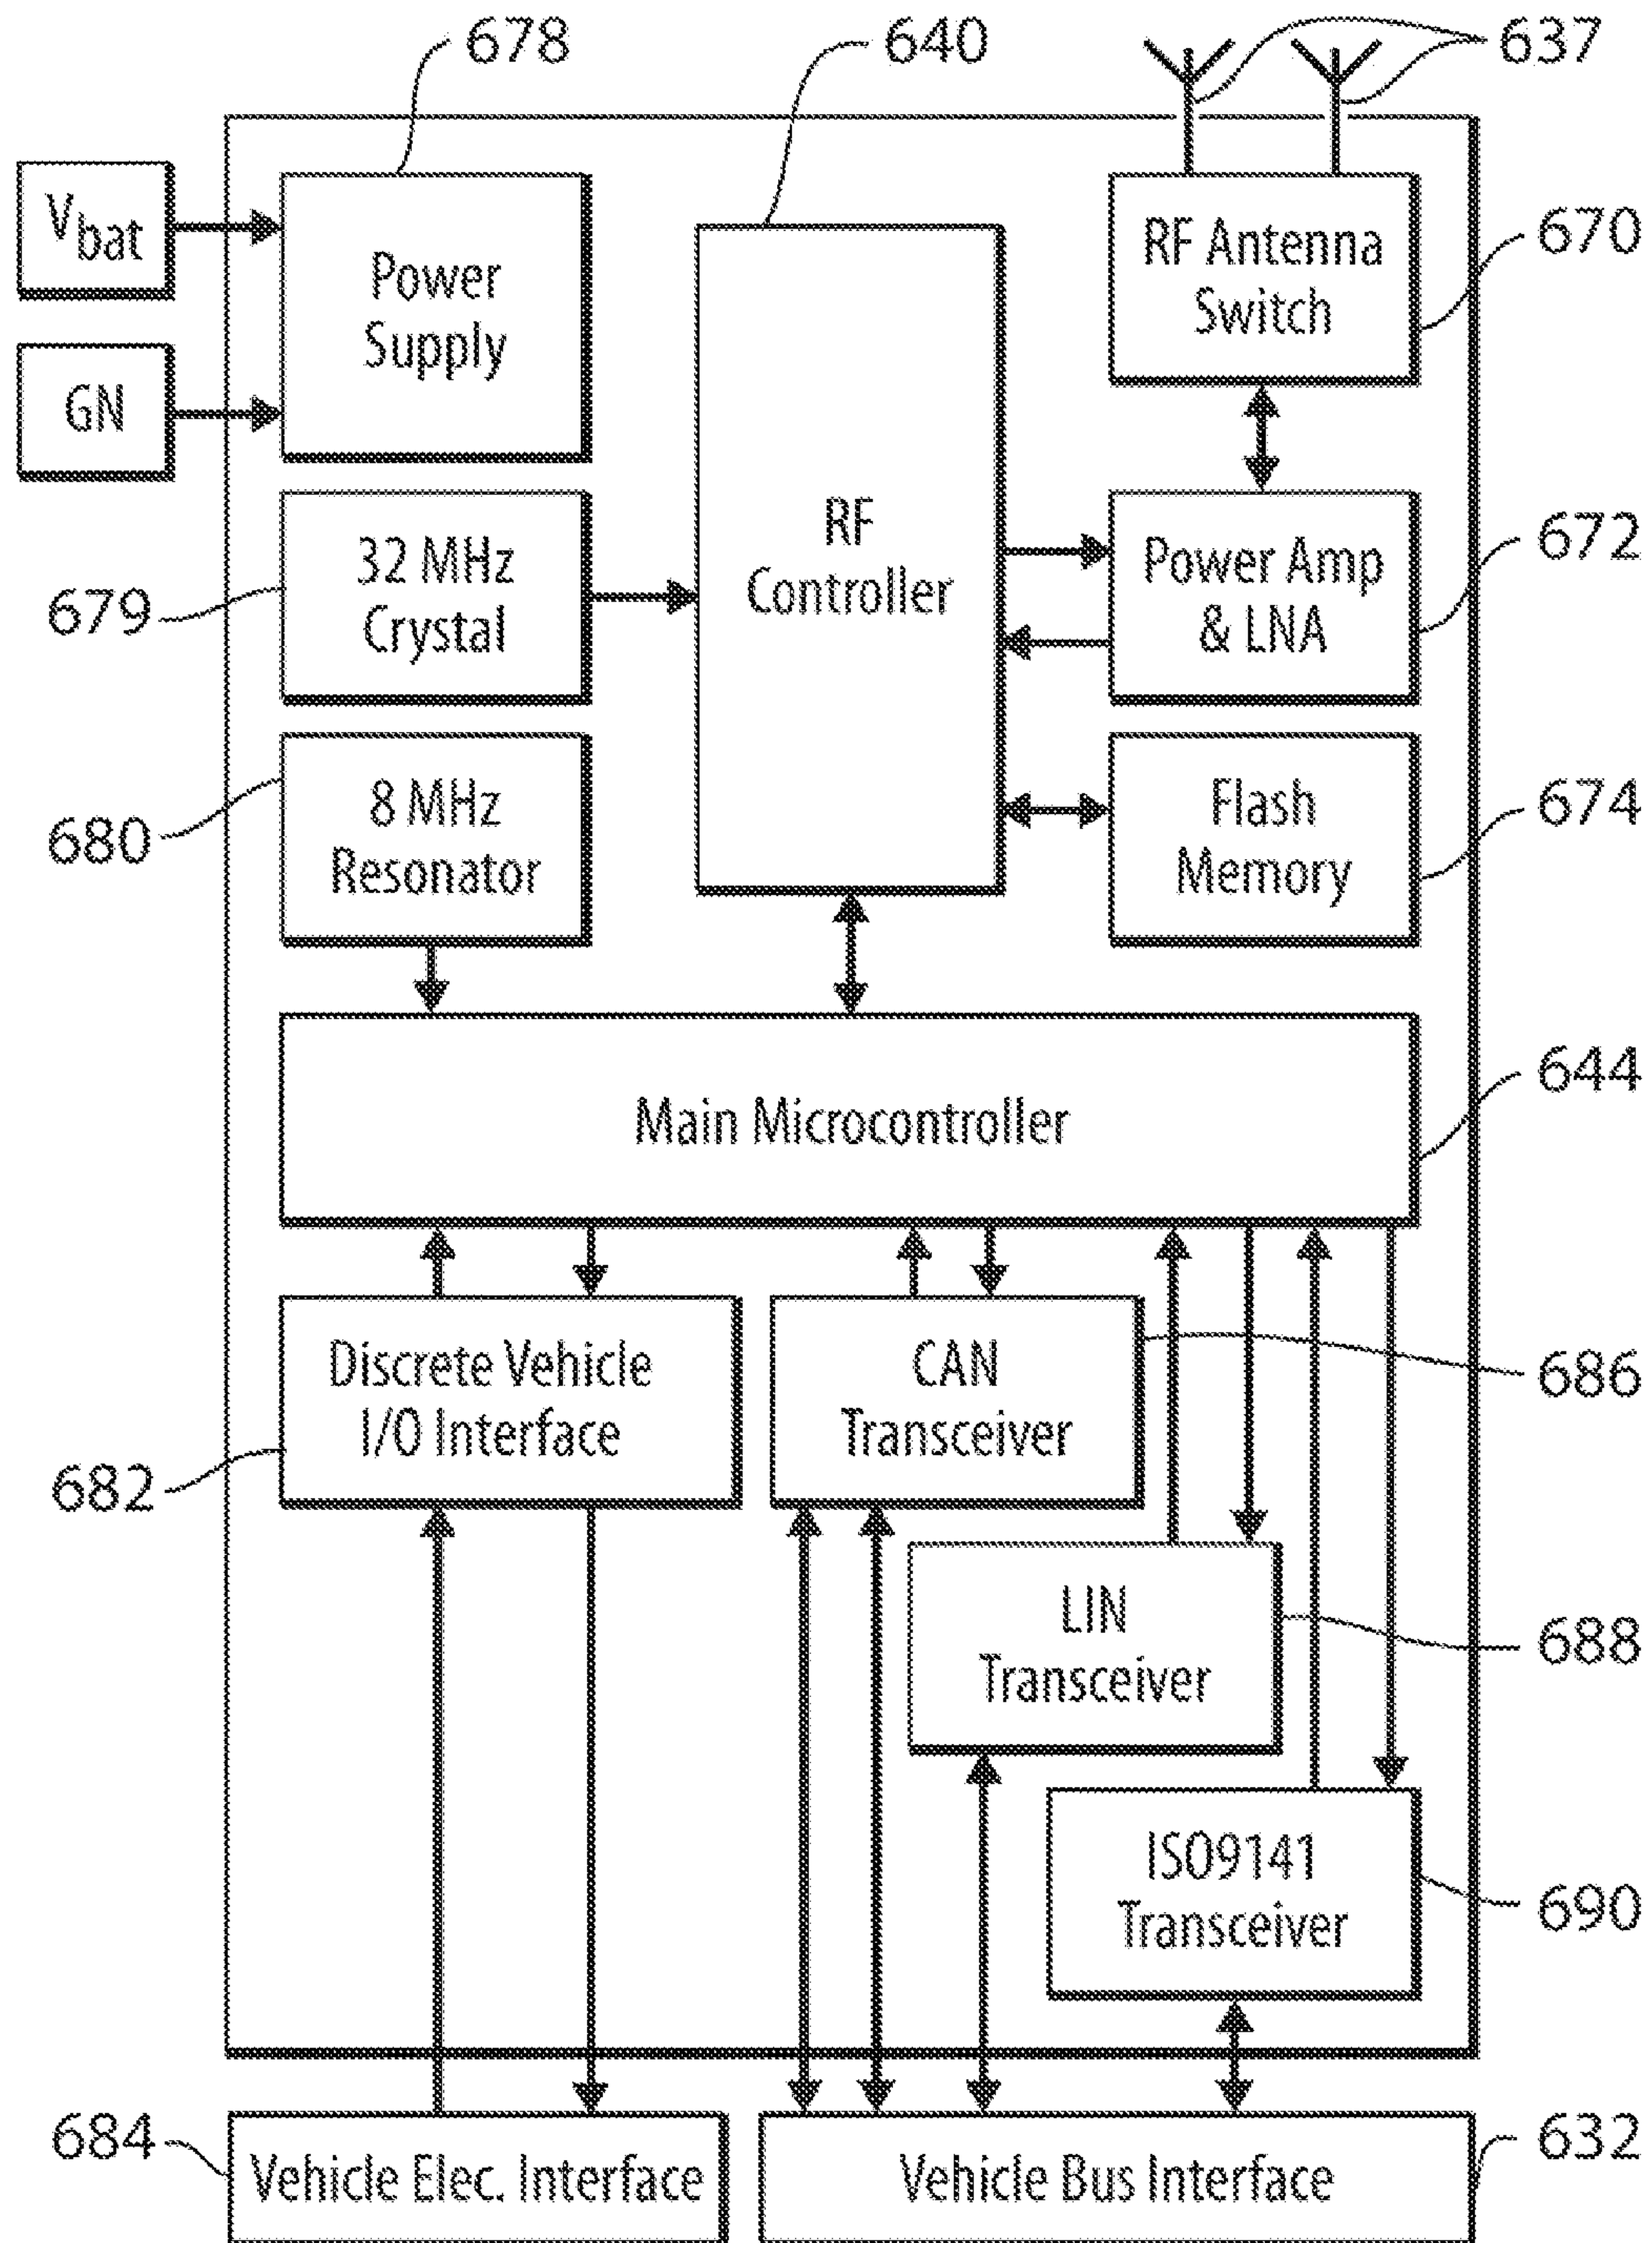 678
640
637
Vbat
GN
Power
Supply
RF Antenna
Switch
670
32 MHz
Crystal
679
RF
Controller
Power Amp
& LNA
672
8 MHz
Resonator
680
Flash
Memory
674
Main Microcontroller
644
Discrete Vehicle
I/O Interface
682
CAN
Transceiver
686
LIN
Transceiver
688
ISO9141
Transceiver
690
684
Vehicle Elec. Interface
Vehicle Bus Interface
632